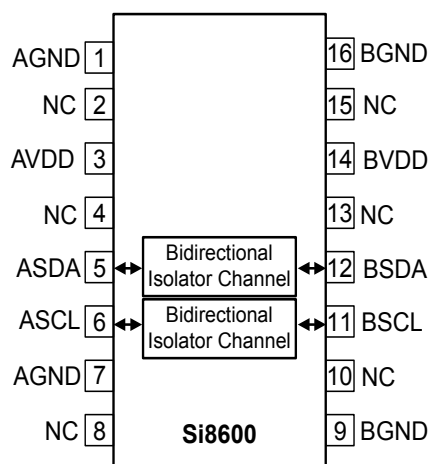 AGND 1
NC 2
AVDD 3
NC 4
ASDA 5
ASCL 6
AGND 7
NC 8
Bidirectional
Isolator Channel
Bidirectional
Isolator Channel
Si8600
16 BGND
15 NC
14 BVDD
13 NC
12 BSDA
11 BSCL
10 NC
9 BGND